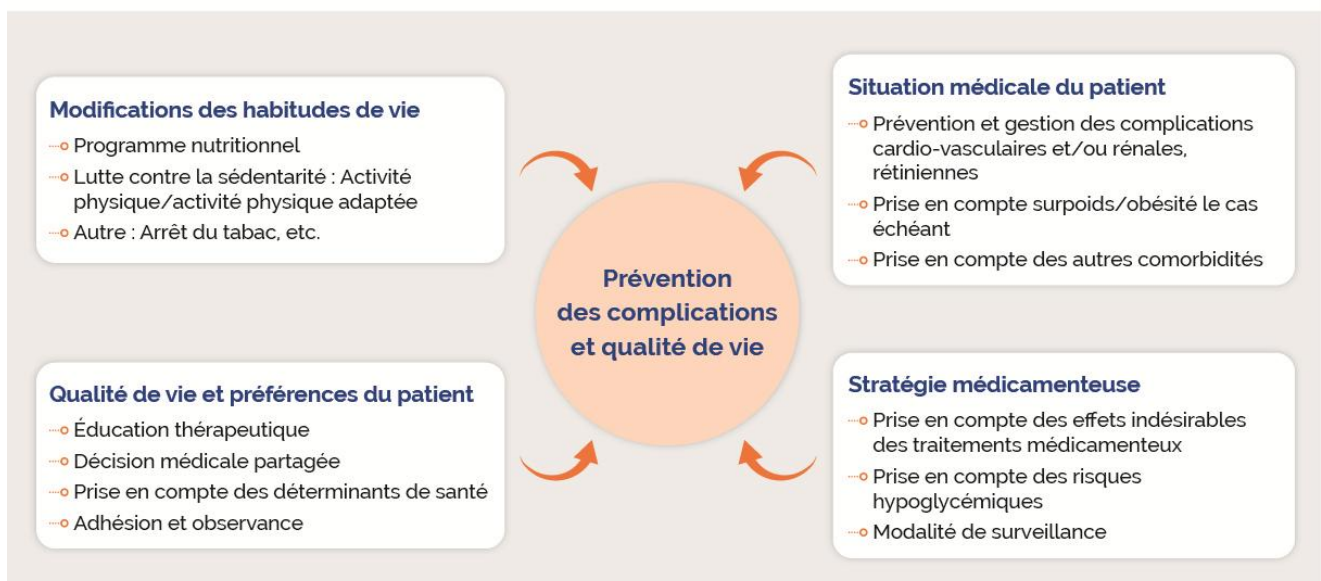 Modifications des habitudes de vie
Programme nutritionnel
Lutte contre la sédentarité : Activité
physique/activité physique adaptée
Autre : Arrêt du tabac, etc.
Situation médicale du patient
Prévention et gestion des complications
cardio-vasculaires et/ou rénales,
rétiniennes
Prise en compte surpoids/obésité le cas
échéant
Prise en compte des autres comorbidités
Prévention
des complications
et qualité de vie
Qualité de vie et préférences du patient
Éducation thérapeutique
Décision médicale partagée
Prise en compte des déterminants de santé
Adhésion et observance
Stratégie médicamenteuse
Prise en compte des effets indésirables
des traitements médicamenteux
Prise en compte des risques
hypoglycémiques
Modalité de surveillance